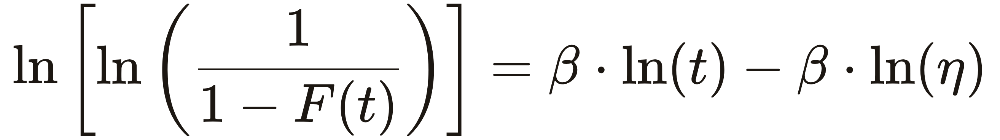 ln [ ln ( 1 / (1 − F(t)) ) ] = β · ln(t) − β · ln(η)